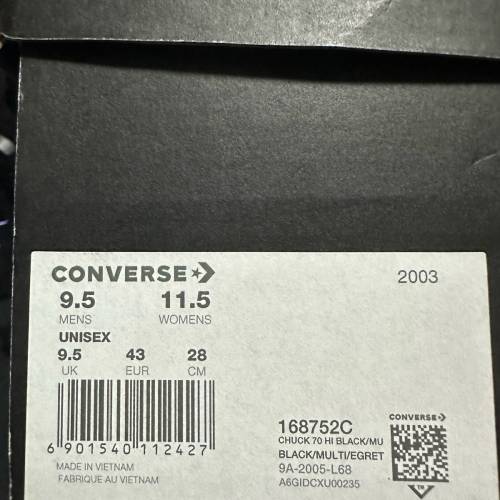 CONVERSE
2003
9.5 11.5
MENS WOMENS
UNISEX
9.5 43 28
UK EUR CM
6 901540 112427
MADE IN VIETNAM
FABRIQUE AU VIETNAM
168752C
CHUCK 70 HI BLACK/MU
BLACK/MULTI/EGRET
9A-2005-L68
A6GIDCXU00235
CONVERSE